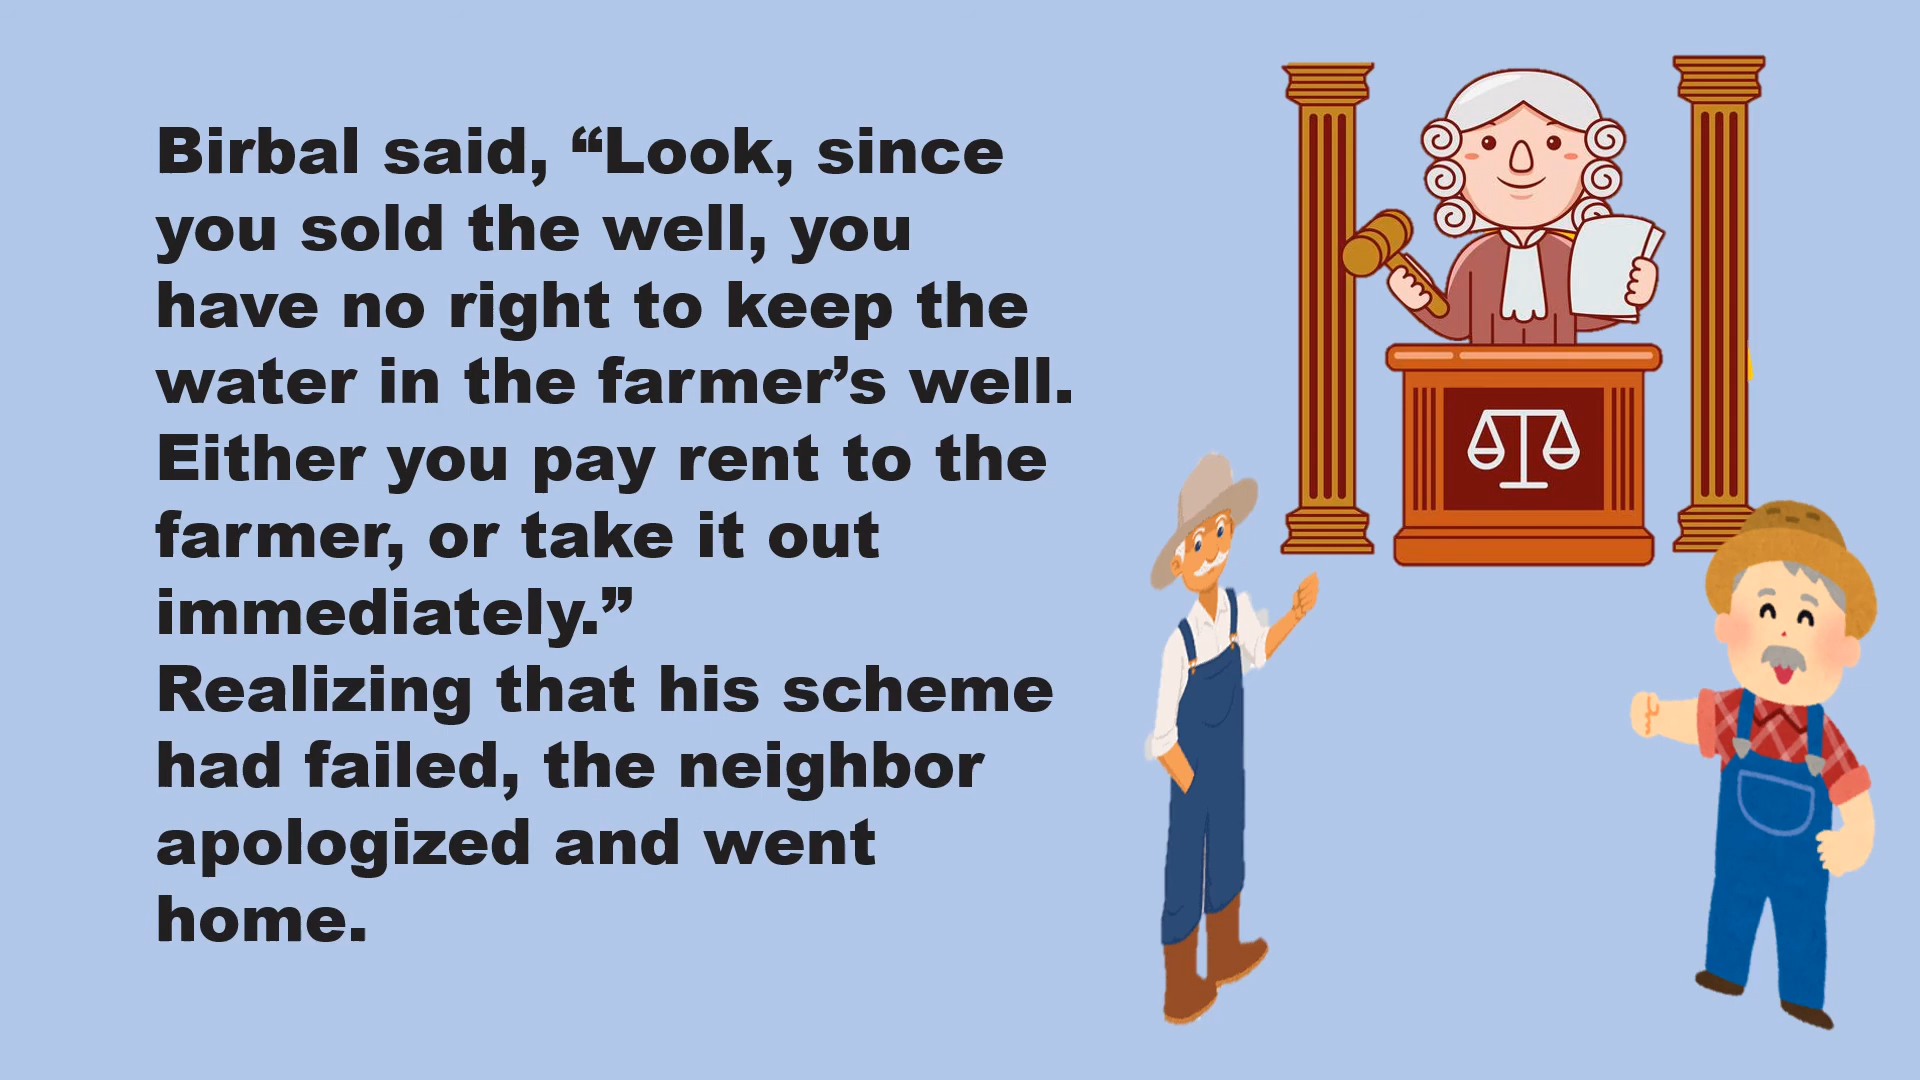 Birbal said, “Look, since
you sold the well, you
have no right to keep the
water in the farmer’s well.
Either you pay rent to the
farmer, or take it out
immediately.”
Realizing that his scheme
had failed, the neighbor
apologized and went
home.